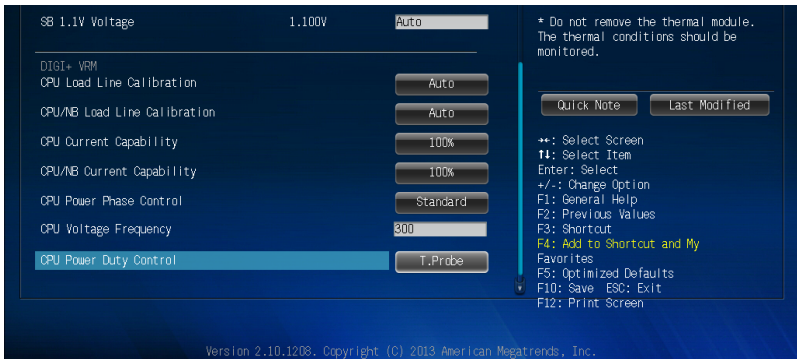 SB 1.1V Voltage 1.100V Auto
DIGI+ VRM
CPU Load Line Calibration Auto
CPU/NB Load Line Calibration Auto
CPU Current Capability 100%
CPU/NB Current Capability 100%
CPU Power Phase Control Standard
CPU Voltage Frequency 300
CPU Power Duty Control T.Probe
* Do not remove the thermal module.
The thermal conditions should be
monitored.
Quick Note Last Modified
→←: Select Screen
↑↓: Select Item
Enter: Select
+/-: Change Option
F1: General Help
F2: Previous Values
F3: Shortcut
F4: Add to Shortcut and My
Favorites
F5: Optimized Defaults
F10: Save ESC: Exit
F12: Print Screen
Version 2.10.1208. Copyright (C) 2013 American Megatrends, Inc.